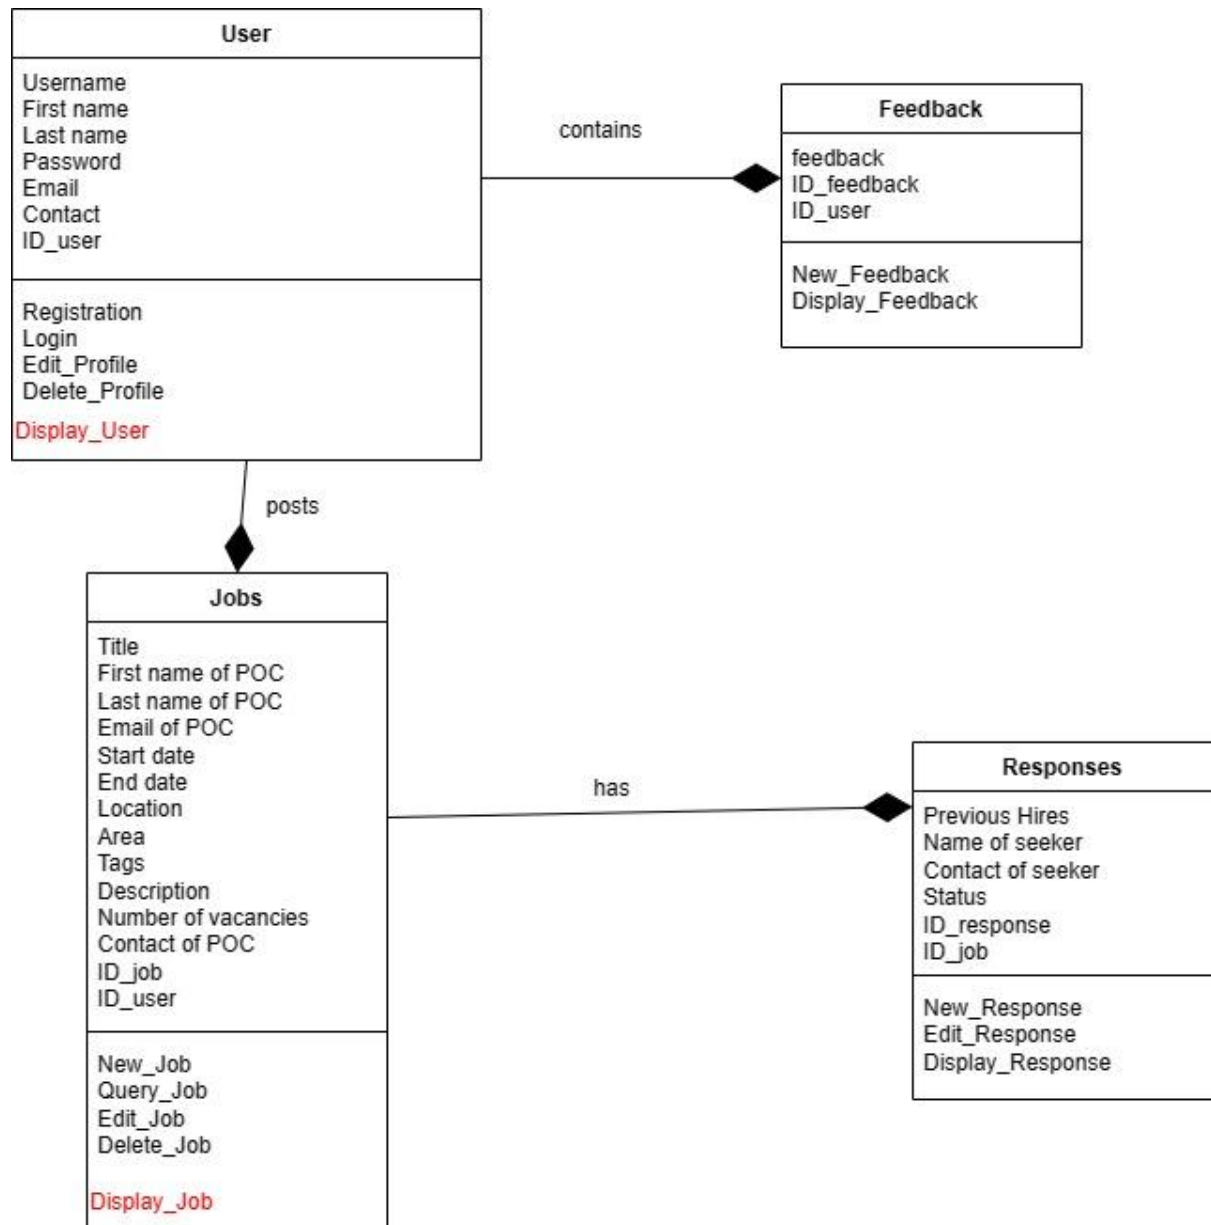 User
Username
First name
Last name
Password
Email
Contact
ID_user
Registration
Login
Edit_Profile
Delete_Profile
Display_User
contains
Feedback
feedback
ID_feedback
ID_user
New_Feedback
Display_Feedback
posts
Jobs
Title
First name of POC
Last name of POC
Email of POC
Start date
End date
Location
Area
Tags
Description
Number of vacancies
Contact of POC
ID_job
ID_user
New_Job
Query_Job
Edit_Job
Delete_Job
Display_Job
has
Responses
Previous Hires
Name of seeker
Contact of seeker
Status
ID_response
ID_job
New_Response
Edit_Response
Display_Response